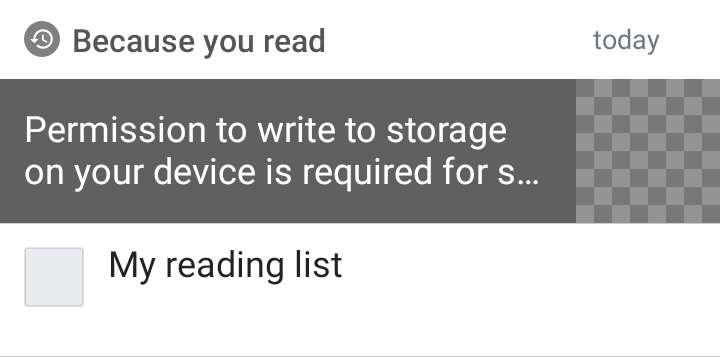 Because you read
today
Permission to write to storage
on your device is required for s...
My reading list